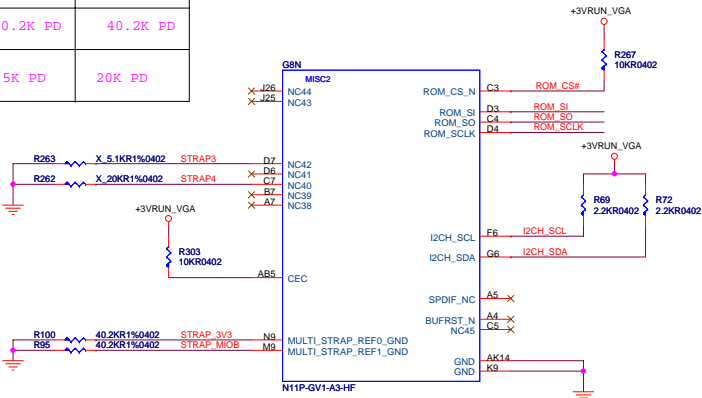 0.2K PD 40.2K PD
5K PD 20K PD
+3VRUN_VGA
R267
10KR0402
G8N
MISC2
J26 NC44
J25 NC43
ROM_CS_N C3 ROM_CS#
ROM_SI D3 ROM_SI
ROM_SO C4 ROM_SO
ROM_SCLK D4 ROM_SCLK
+3VRUN_VGA
R263 X_5.1KR1%0402 STRAP3 D7 NC42
D6 NC41
R262 X_20KR1%0402 STRAP4 C7 NC40
B7 NC39
A7 NC38
R69
2.2KR0402
R72
2.2KR0402
+3VRUN_VGA
R303
10KR0402
I2CH_SCL F6 I2CH_SCL
I2CH_SDA G6 I2CH_SDA
AB5 CEC
SPDIF_NC A5
BUFRST_N A4
NC45 C5
R100 40.2KR1%0402 STRAP_3V3 N9 MULTI_STRAP_REF0_GND
R95 40.2KR1%0402 STRAP_MIOB M9 MULTI_STRAP_REF1_GND
GND AK14
GND K9
N11P-GV1-A3-HF